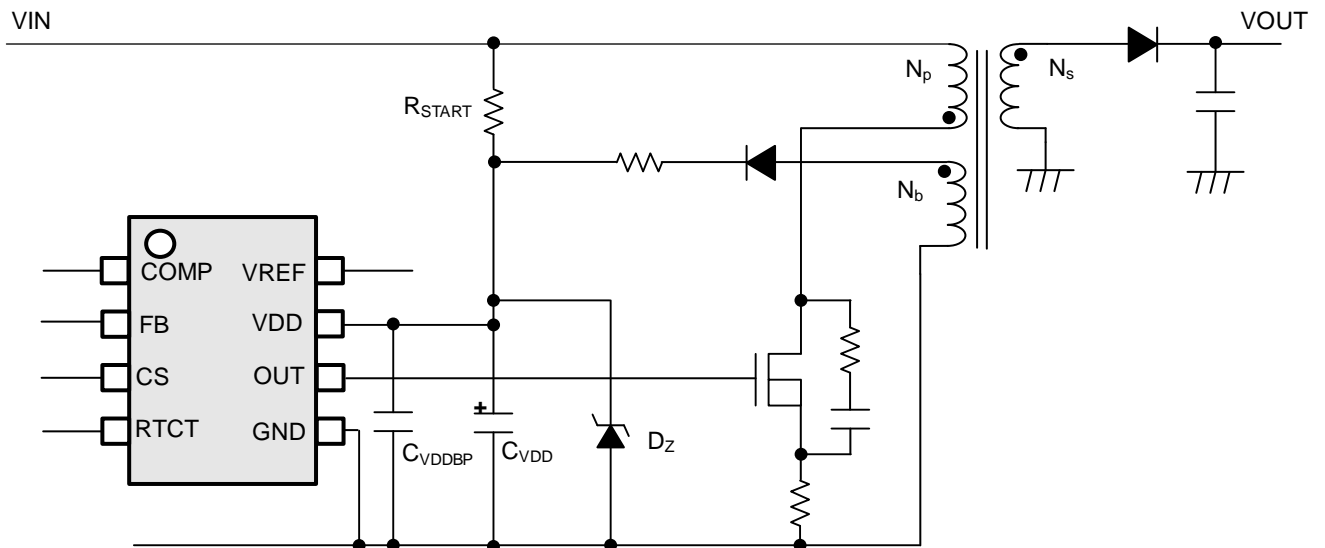 VIN
VOUT
Np
Ns
RSTART
Nb
COMP
VREF
FB
VDD
CS
OUT
RTCT
GND
+
CVDDBP
CVDD
DZ